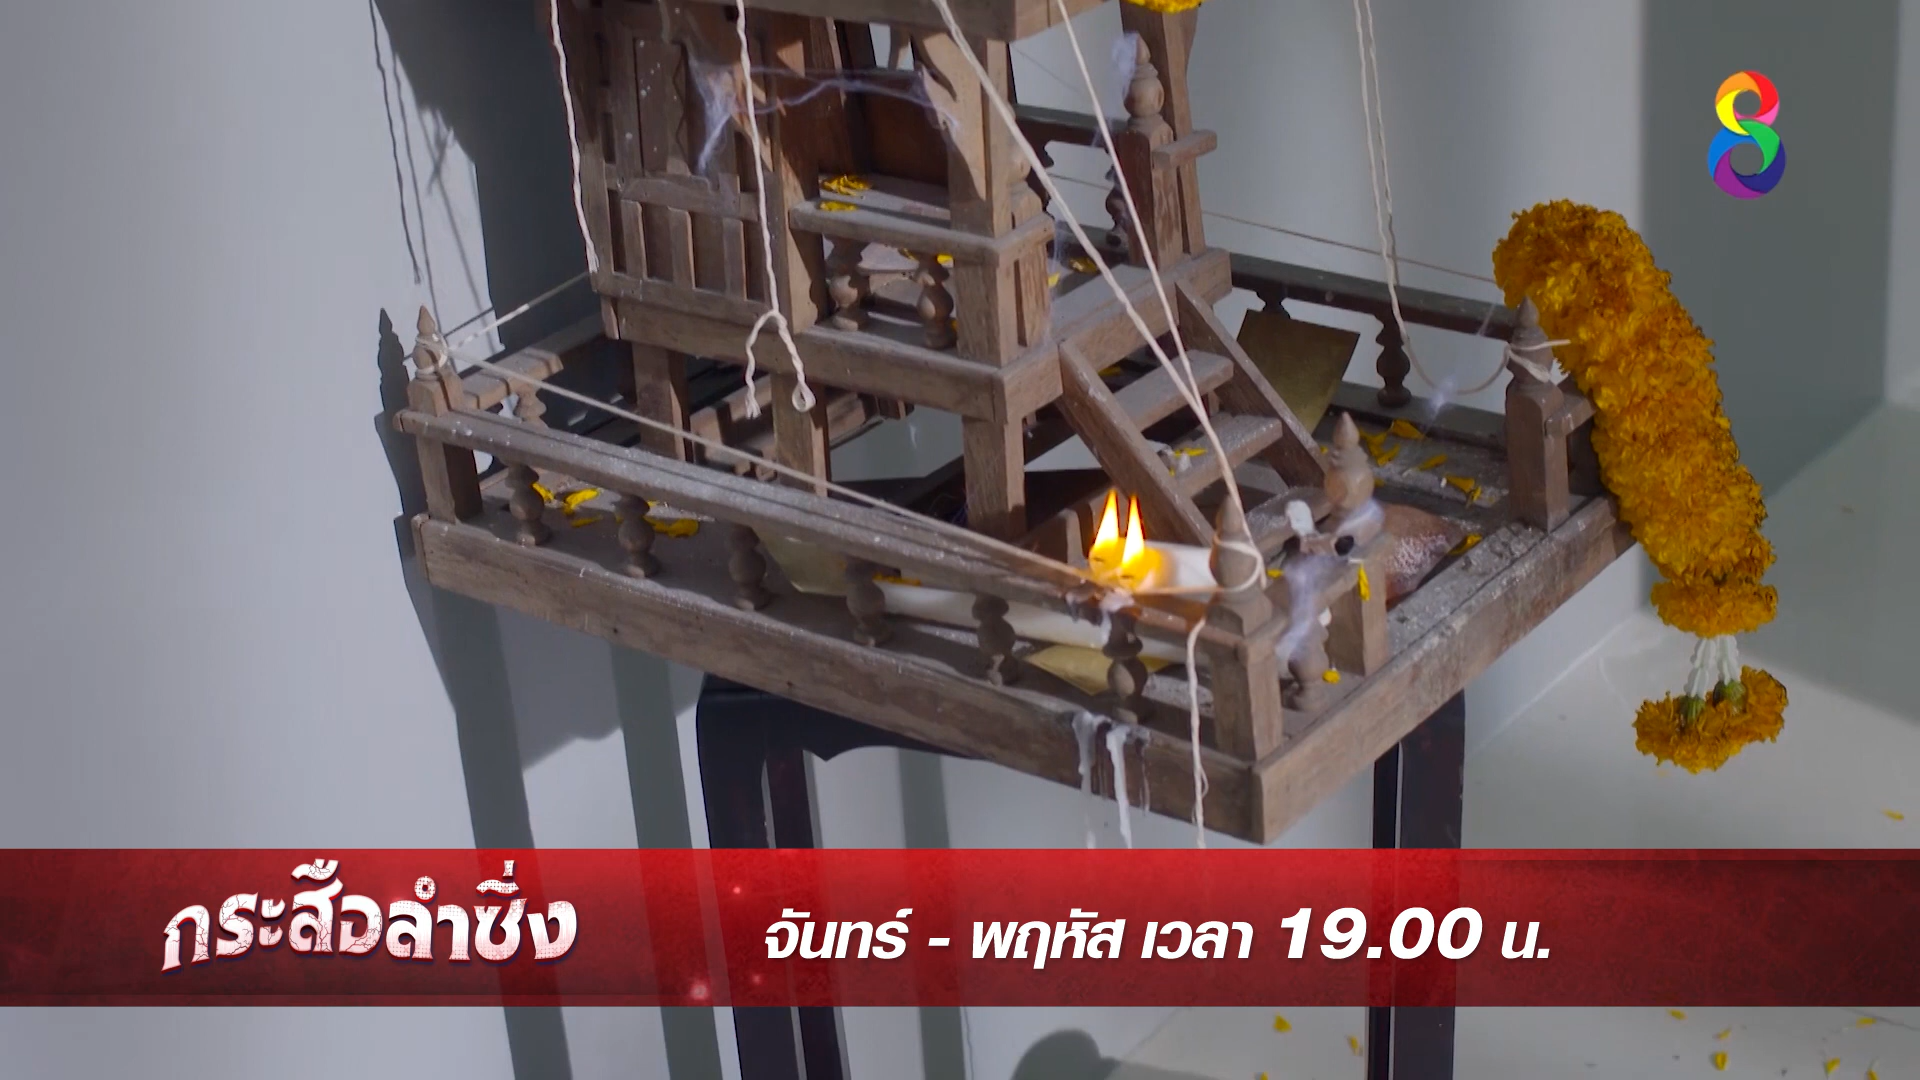 8
กระสือลำซิ่ง
จันทร์ - พฤหัส เวลา 19.00 น.